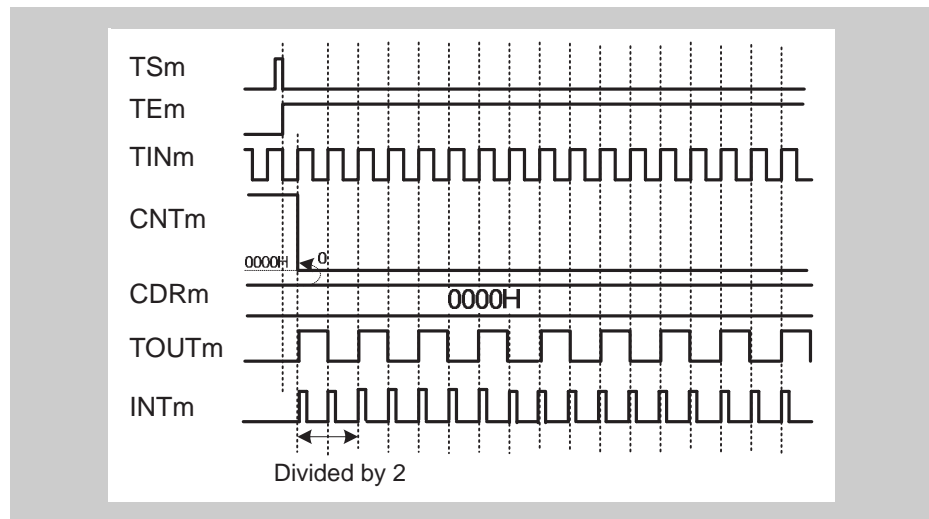 TSm
TEm
TINm
CNTm
0000H 0
CDRm 0000H
TOUTm
INTm
Divided by 2